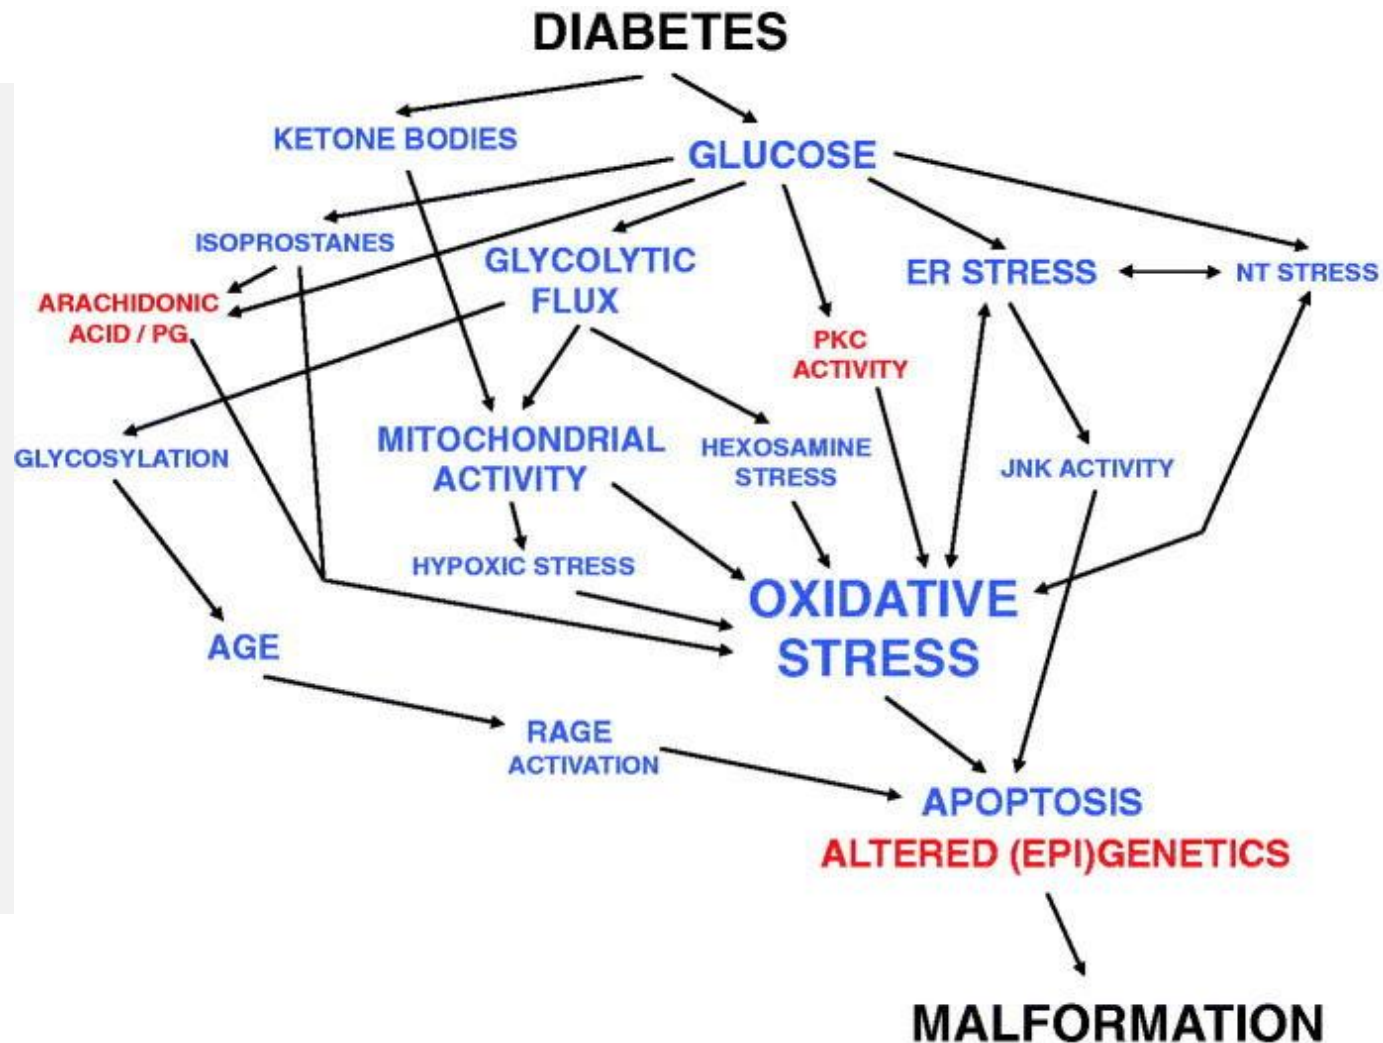 DIABETES
KETONE BODIES
GLUCOSE
ISOPROSTANES
GLYCOLYTIC
FLUX
ER STRESS
NT STRESS
ARACHIDONIC
ACID / PG
PKC
ACTIVITY
GLYCOSYLATION
MITOCHONDRIAL
ACTIVITY
HEXOSAMINE
STRESS
JNK ACTIVITY
HYPOXIC STRESS
OXIDATIVE
STRESS
AGE
RAGE
ACTIVATION
APOPTOSIS
ALTERED (EPI)GENETICS
MALFORMATION